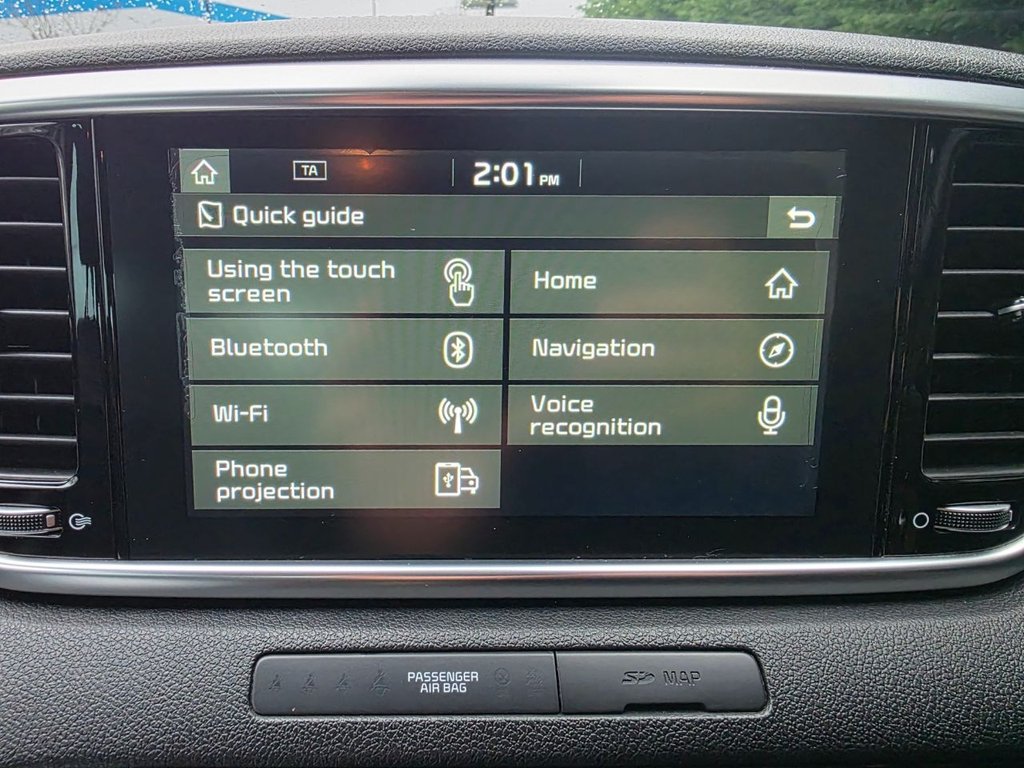 TA
2:01 PM
Quick guide
Using the touch
screen
Home
Bluetooth
Navigation
Wi-Fi
Voice
recognition
Phone
projection
PASSENGER
AIR BAG
SD MAP